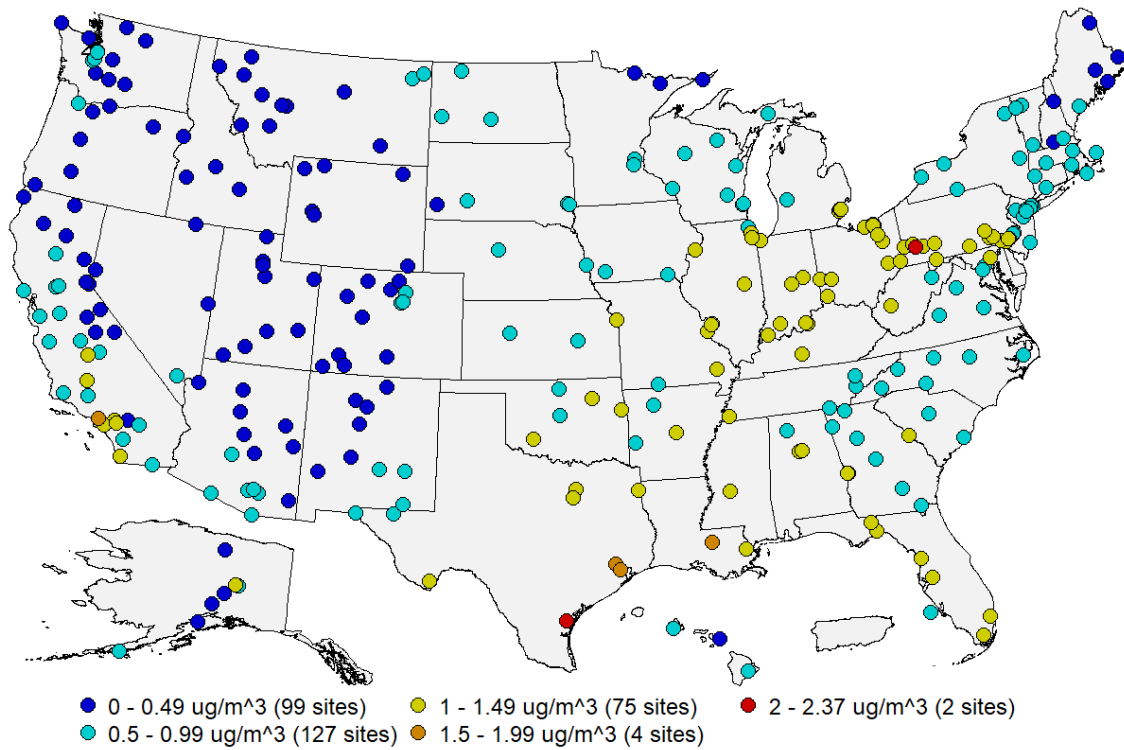 0 - 0.49 ug/m^3 (99 sites) 1 - 1.49 ug/m^3 (75 sites) 2 - 2.37 ug/m^3 (2 sites)
0.5 - 0.99 ug/m^3 (127 sites) 1.5 - 1.99 ug/m^3 (4 sites)